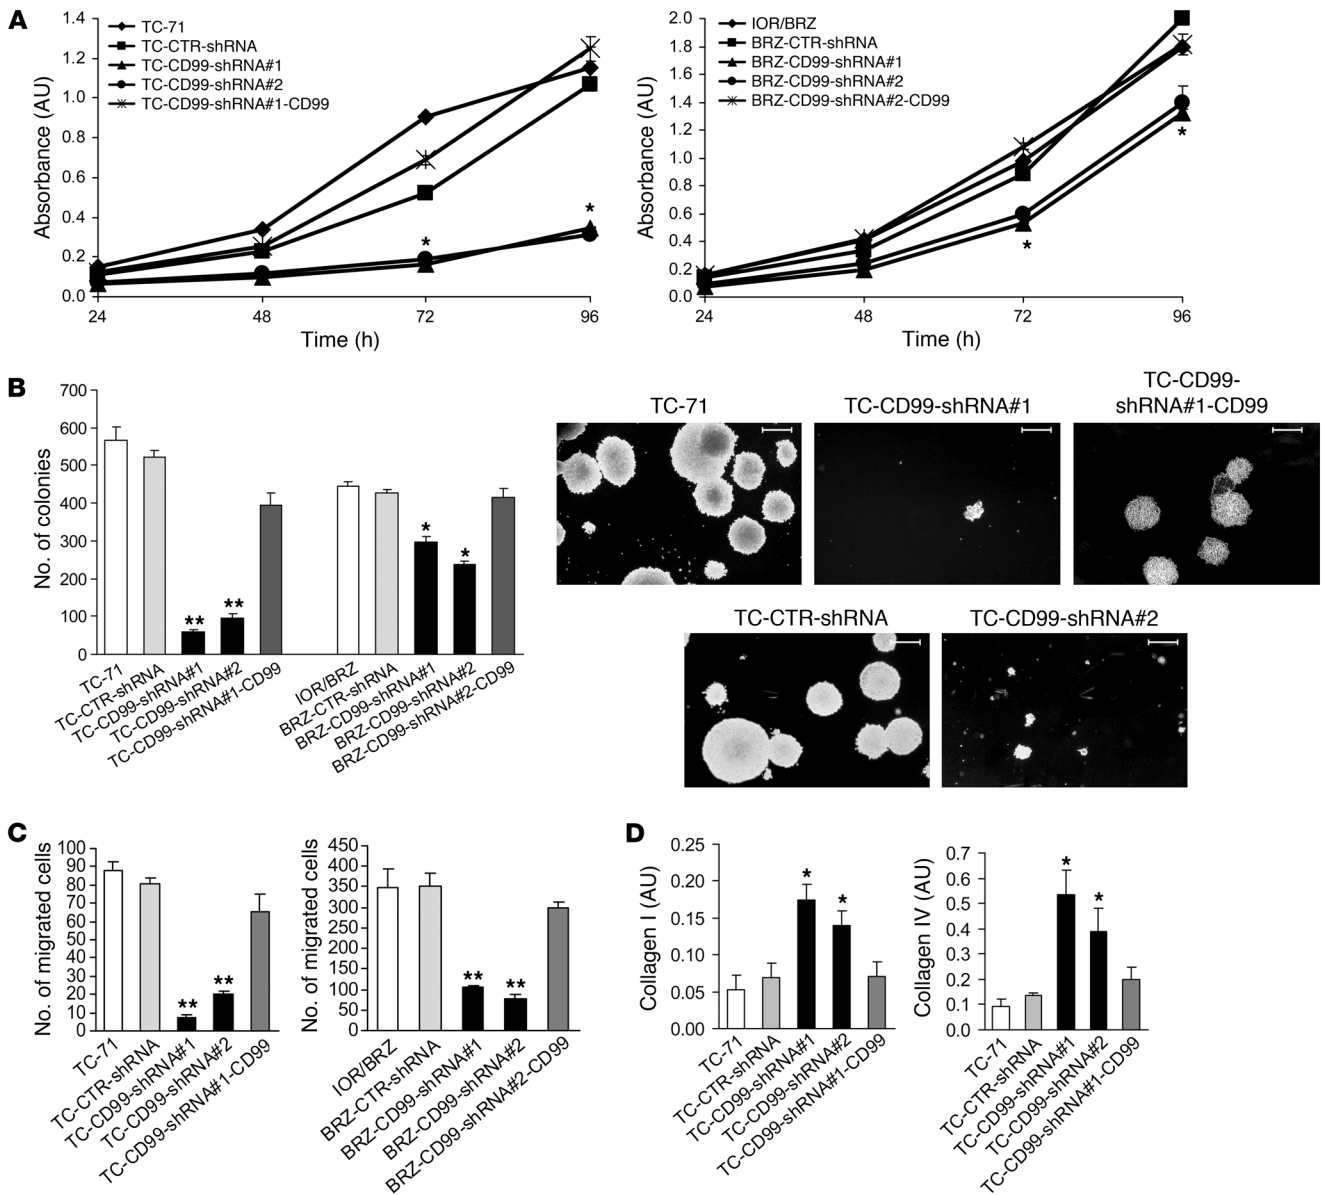 A
1.4
1.2
1.0
0.8
0.6
0.4
0.2
0.0
Absorbance (AU)
TC-71
TC-CTR-shRNA
TC-CD99-shRNA#1
TC-CD99-shRNA#2
TC-CD99-shRNA#1-CD99
*
*
24 48 72 96
Time (h)
2.0
1.8
1.6
1.4
1.2
1.0
0.8
0.6
0.4
0.2
0.0
Absorbance (AU)
IOR/BRZ
BRZ-CTR-shRNA
BRZ-CD99-shRNA#1
BRZ-CD99-shRNA#2
BRZ-CD99-shRNA#2-CD99
*
*
24 48 72 96
Time (h)
B
700
600
500
400
300
200
100
0
No. of colonies
** ** * *
TC-71
TC-CTR-shRNA
TC-CD99-shRNA#1
TC-CD99-shRNA#2
TC-CD99-shRNA#1-CD99
IOR/BRZ
BRZ-CTR-shRNA
BRZ-CD99-shRNA#1
BRZ-CD99-shRNA#2
BRZ-CD99-shRNA#2-CD99
TC-71
TC-CD99-shRNA#1
TC-CD99-
shRNA#1-CD99
TC-CTR-shRNA
TC-CD99-shRNA#2
C
100
90
80
70
60
50
40
30
20
10
0
No. of migrated cells
** **
TC-71
TC-CTR-shRNA
TC-CD99-shRNA#1
TC-CD99-shRNA#2
TC-CD99-shRNA#1-CD99
450
400
350
300
250
200
150
100
50
0
No. of migrated cells
** **
IOR/BRZ
BRZ-CTR-shRNA
BRZ-CD99-shRNA#1
BRZ-CD99-shRNA#2
BRZ-CD99-shRNA#2-CD99
D
0.25
0.20
0.15
0.10
0.05
0.00
Collagen I (AU)
* *
TC-71
TC-CTR-shRNA
TC-CD99-shRNA#1
TC-CD99-shRNA#2
TC-CD99-shRNA#1-CD99
0.7
0.6
0.5
0.4
0.3
0.2
0.1
0.0
Collagen IV (AU)
* *
TC-71
TC-CTR-shRNA
TC-CD99-shRNA#1
TC-CD99-shRNA#2
TC-CD99-shRNA#1-CD99